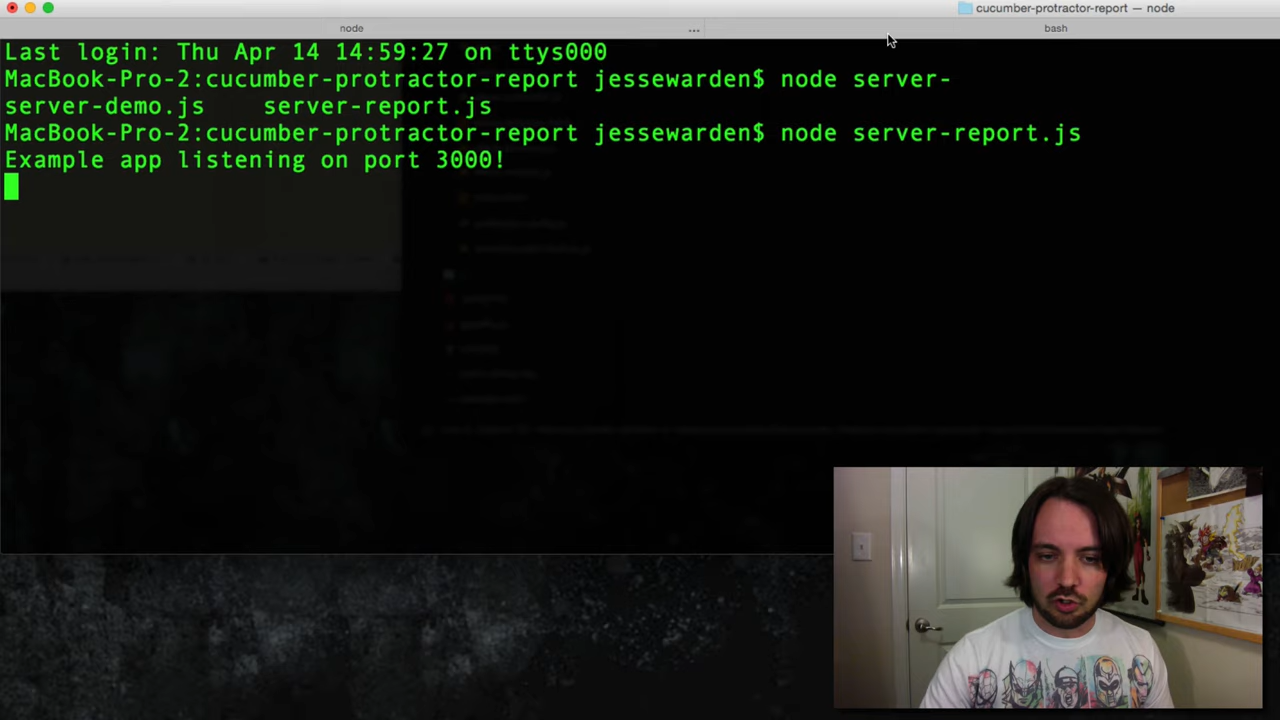 cucumber-protractor-report — node
node ... bash
Last login: Thu Apr 14 14:59:27 on ttys000
MacBook-Pro-2:cucumber-protractor-report jessewarden$ node server-
server-demo.js    server-report.js
MacBook-Pro-2:cucumber-protractor-report jessewarden$ node server-report.js
Example app listening on port 3000!